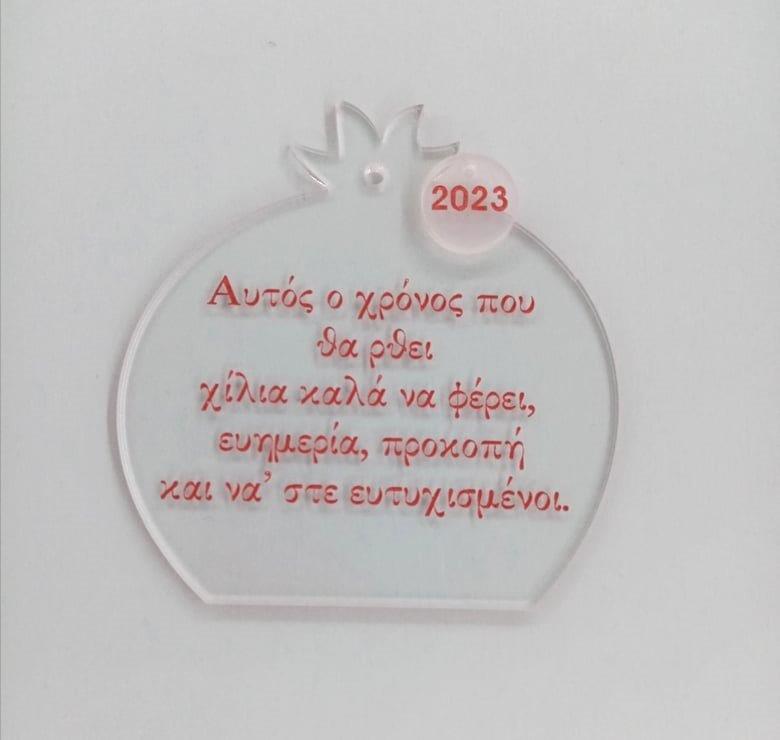 2023
Αυτός ο χρόνος που
θα ρθει
χίλια καλά να φέρει,
ευημερία, προκοπή
και να' στε ευτυχισμένοι.